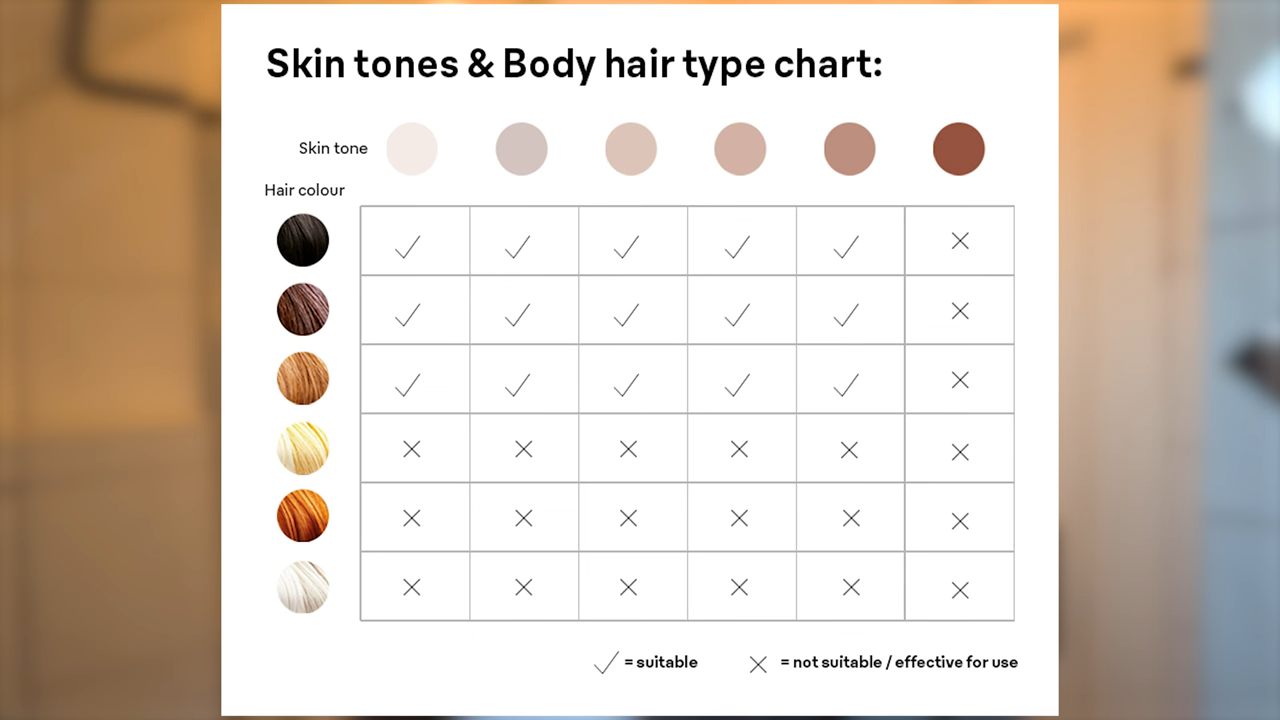 Skin tones & Body hair type chart:
Skin tone
Hair colour
= suitable
= not suitable / effective for use